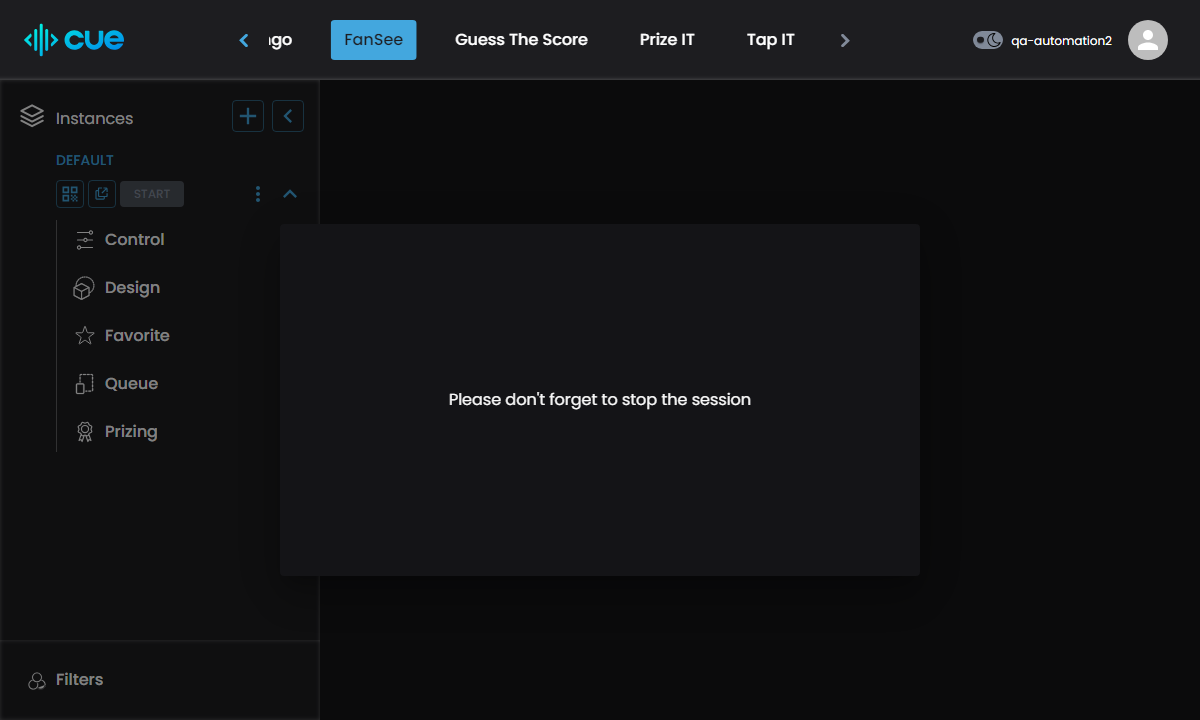 cue
FanSee
Guess The Score
Prize IT
Tap IT
qa-automation2
Instances
DEFAULT
START
Control
Design
Favorite
Queue
Prizing
Please don't forget to stop the session
Filters